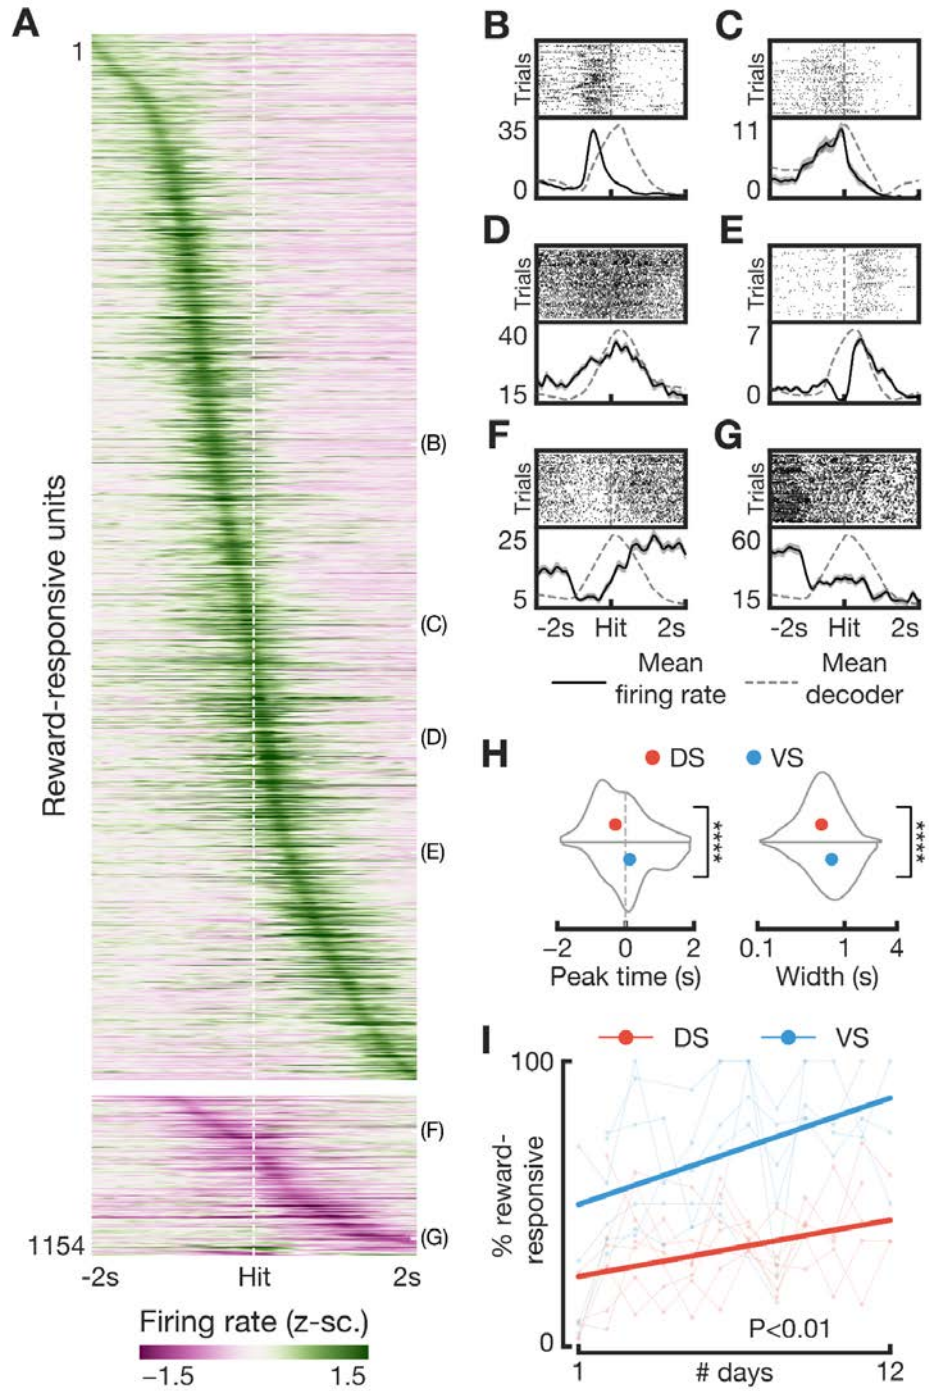 A
1
Reward-responsive units
1154
(B)
(C)
(D)
(E)
(F)
(G)
-2s Hit 2s
Firing rate (z-sc.)
−1.5 1.5
B
Trials
35
0
C
Trials
11
0
D
Trials
40
15
E
Trials
7
0
F
Trials
25
5
-2s Hit 2s
G
Trials
60
15
-2s Hit 2s
Mean
firing rate
Mean
decoder
H
DS VS
****
−2 0 2
Peak time (s)
****
0.1 1 4
Width (s)
I
DS VS
100
% reward-
responsive
0
P<0.01
1 # days 12